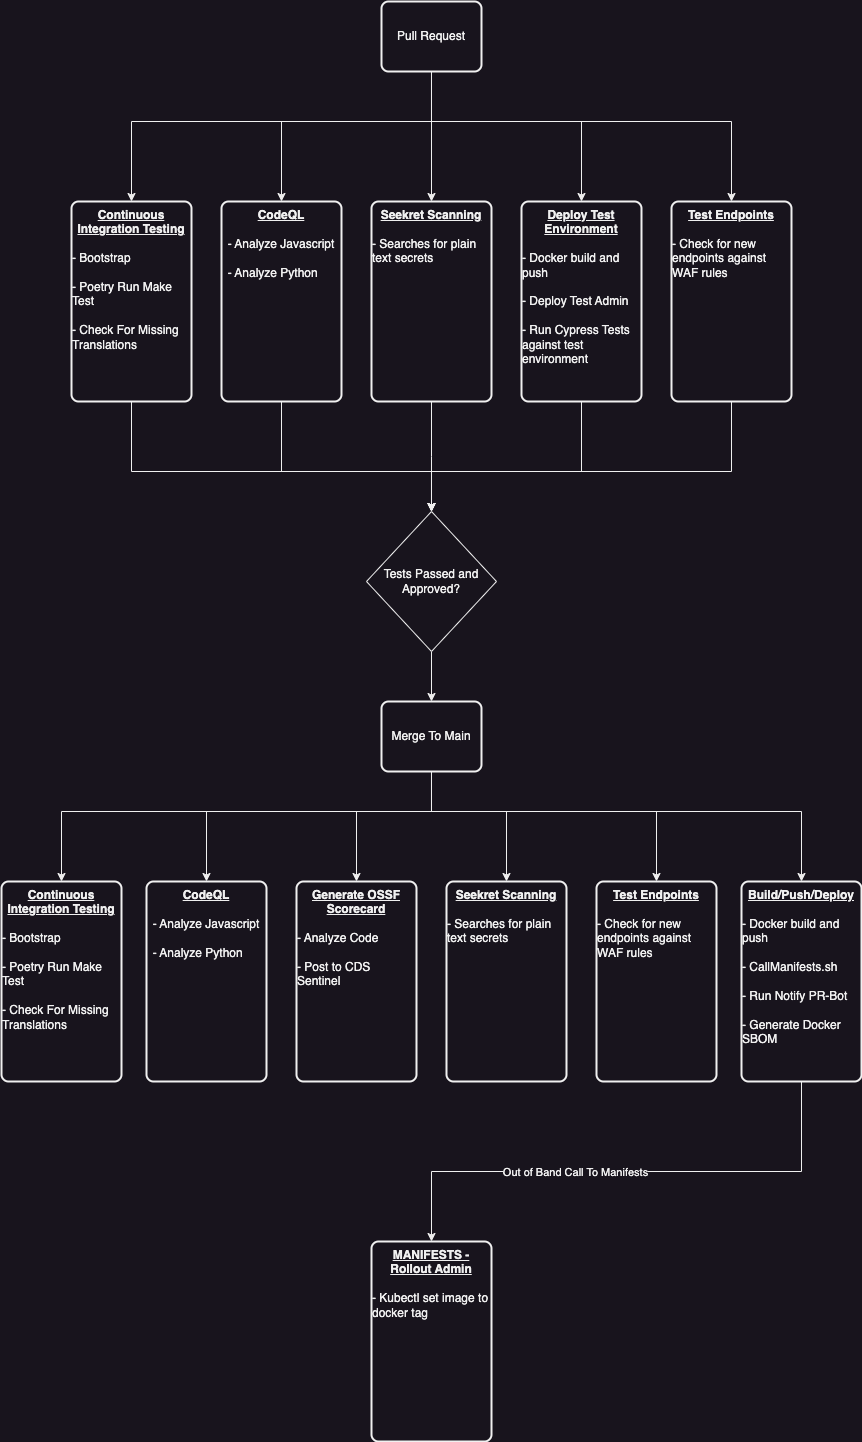 Pull Request
Continuous
Integration Testing
- Bootstrap
- Poetry Run Make
Test
- Check For Missing
Translations
CodeQL
- Analyze Javascript
- Analyze Python
Seekret Scanning
- Searches for plain
text secrets
Deploy Test
Environment
- Docker build and
push
- Deploy Test Admin
- Run Cypress Tests
against test
environment
Test Endpoints
- Check for new
endpoints against
WAF rules
Tests Passed and
Approved?
Merge To Main
Continuous
Integration Testing
- Bootstrap
- Poetry Run Make
Test
- Check For Missing
Translations
CodeQL
- Analyze Javascript
- Analyze Python
Generate OSSF
Scorecard
- Analyze Code
- Post to CDS
Sentinel
Seekret Scanning
- Searches for plain
text secrets
Test Endpoints
- Check for new
endpoints against
WAF rules
Build/Push/Deploy
- Docker build and
push
- CallManifests.sh
- Run Notify PR-Bot
- Generate Docker
SBOM
Out of Band Call To Manifests
MANIFESTS -
Rollout Admin
- Kubectl set image to
docker tag